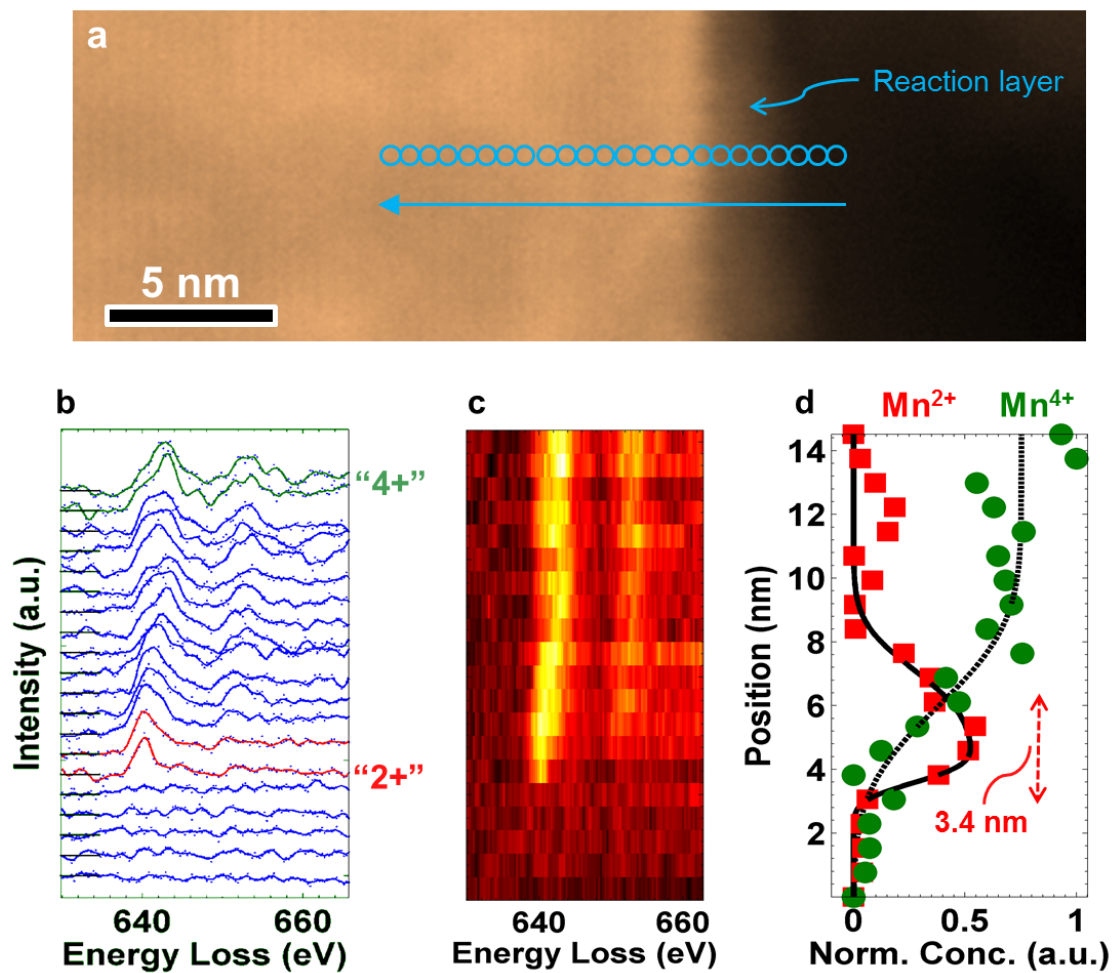 a
Reaction layer
5 nm
b
c
d
Mn²⁺
Mn⁴⁺
“4+”
“2+”
Intensity (a.u.)
640
660
Energy Loss (eV)
640
660
Energy Loss (eV)
Position (nm)
14
12
10
8
6
4
2
3.4 nm
0
0.5
1
Norm. Conc. (a.u.)